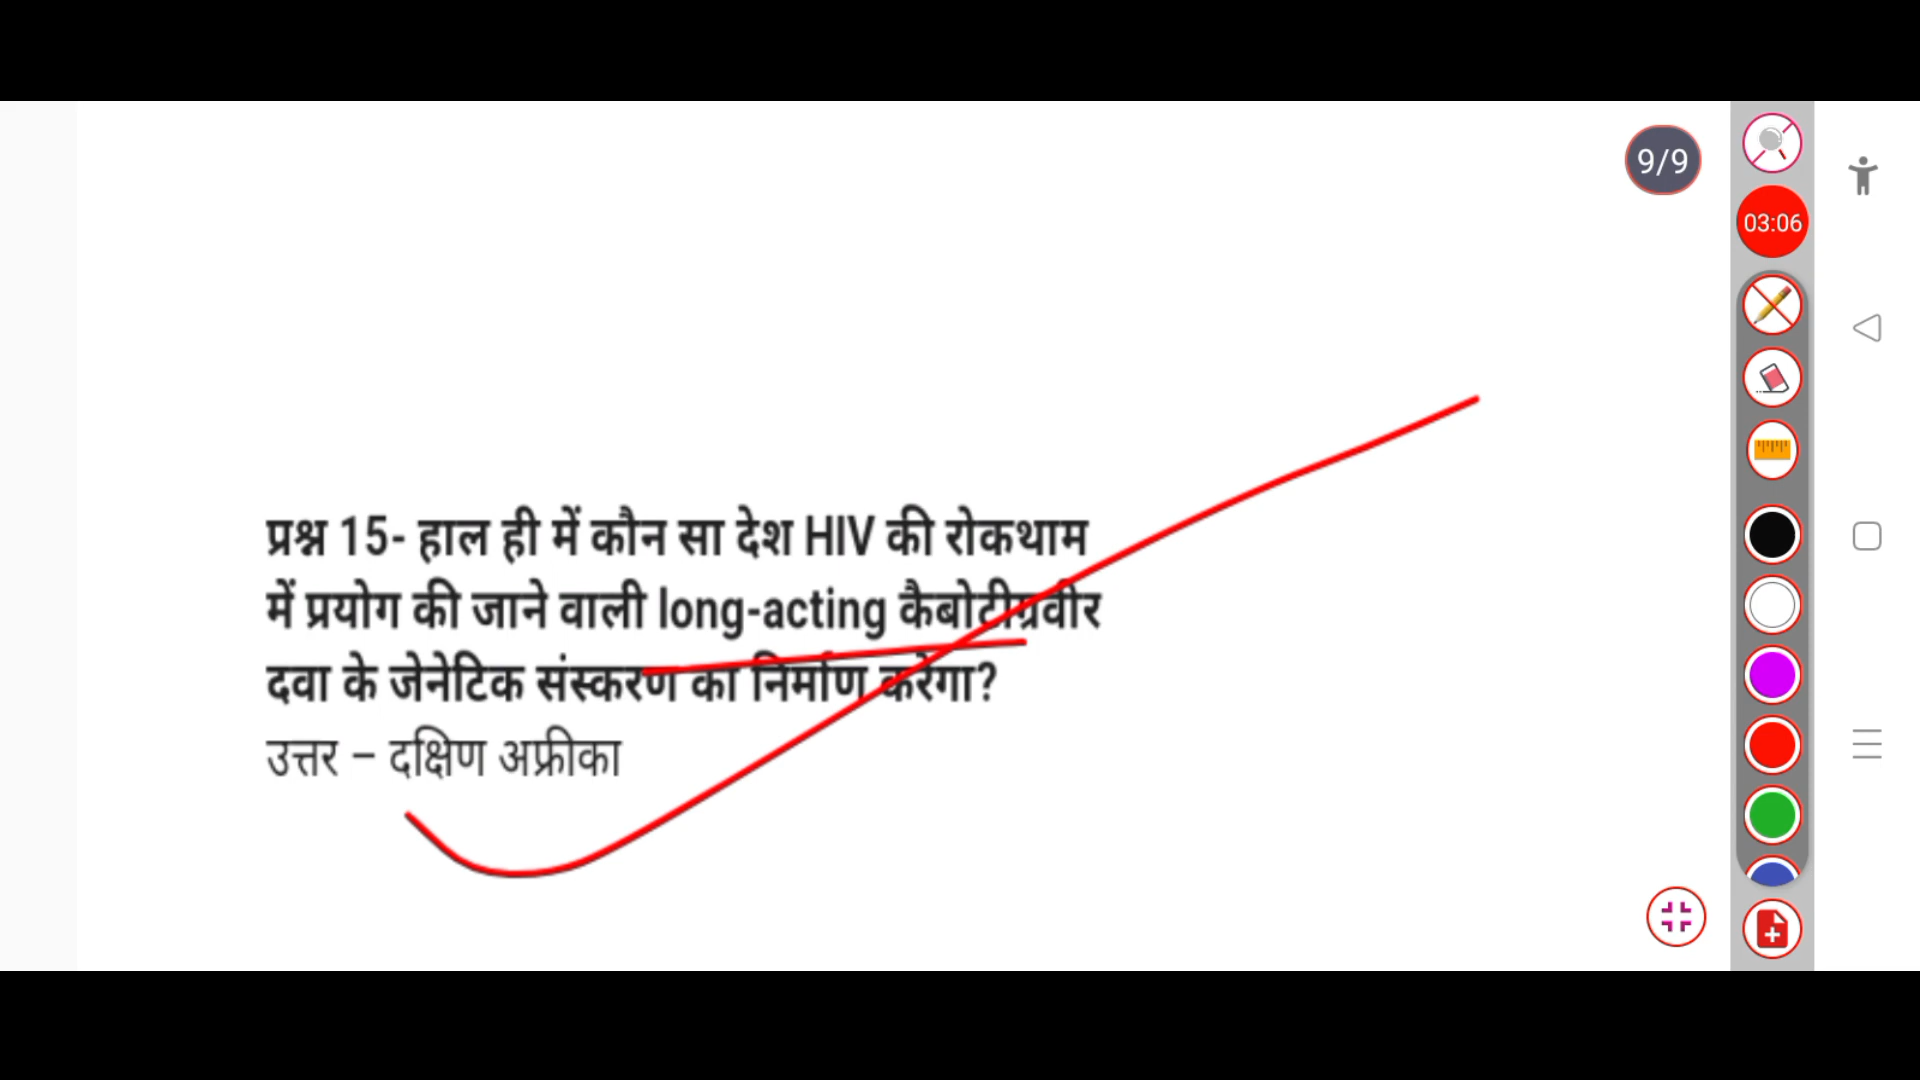 9/9
03:06
प्रश्न 15- हाल ही में कौन सा देश HIV की रोकथाम
में प्रयोग की जाने वाली long-acting कैबोटीग्रवीर
दवा के जेनेटिक संस्करण का निर्माण करेगा?
उत्तर – दक्षिण अफ्रीका